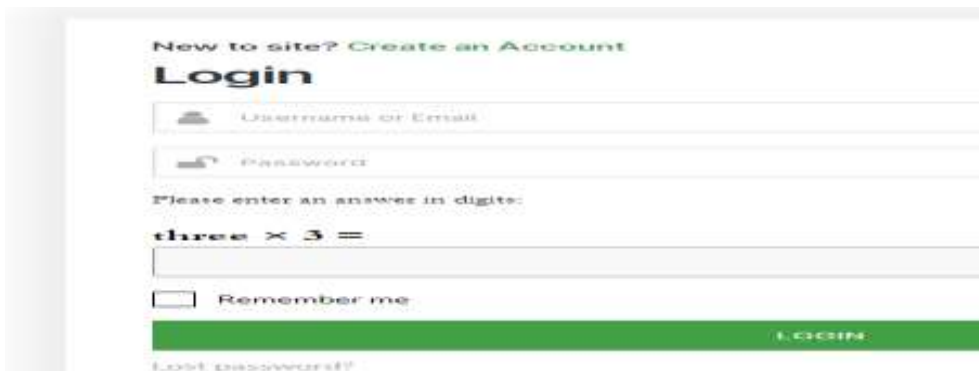 New to site? Create an Account
Login
Username or Email
Password
Please enter an answer in digits:
three × 3 =
Remember me
LOGIN
Lost password?